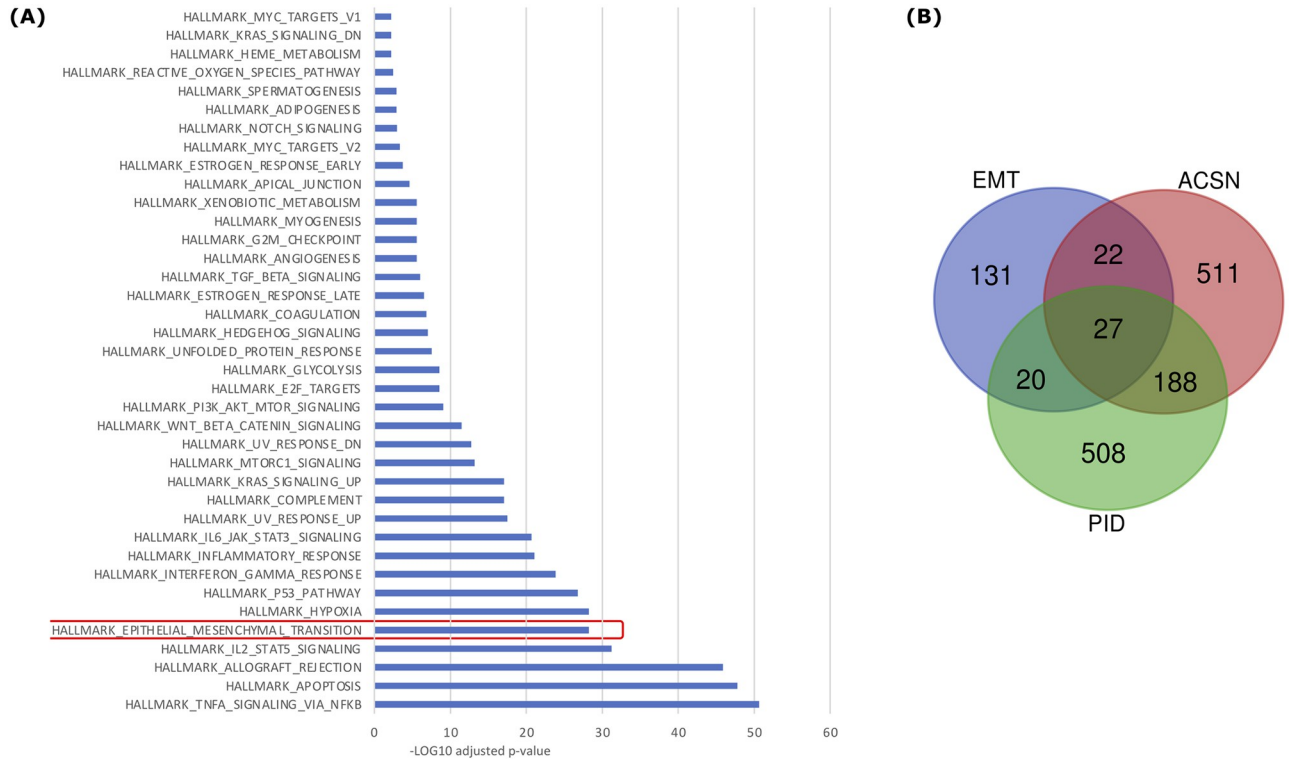 (A)
HALLMARK_MYC_TARGETS_V1
HALLMARK_KRAS_SIGNALING_DN
HALLMARK_HEME_METABOLISM
HALLMARK_REACTIVE_OXYGEN_SPECIES_PATHWAY
HALLMARK_SPERMATOGENESIS
HALLMARK_ADIPOGENESIS
HALLMARK_NOTCH_SIGNALING
HALLMARK_MYC_TARGETS_V2
HALLMARK_ESTROGEN_RESPONSE_EARLY
HALLMARK_APICAL_JUNCTION
HALLMARK_XENOBIOTIC_METABOLISM
HALLMARK_MYOGENESIS
HALLMARK_G2M_CHECKPOINT
HALLMARK_ANGIOGENESIS
HALLMARK_TGF_BETA_SIGNALING
HALLMARK_ESTROGEN_RESPONSE_LATE
HALLMARK_COAGULATION
HALLMARK_HEDGEHOG_SIGNALING
HALLMARK_UNFOLDED_PROTEIN_RESPONSE
HALLMARK_GLYCOLYSIS
HALLMARK_E2F_TARGETS
HALLMARK_PI3K_AKT_MTOR_SIGNALING
HALLMARK_WNT_BETA_CATENIN_SIGNALING
HALLMARK_UV_RESPONSE_DN
HALLMARK_MTORC1_SIGNALING
HALLMARK_KRAS_SIGNALING_UP
HALLMARK_COMPLEMENT
HALLMARK_UV_RESPONSE_UP
HALLMARK_IL6_JAK_STAT3_SIGNALING
HALLMARK_INFLAMMATORY_RESPONSE
HALLMARK_INTERFERON_GAMMA_RESPONSE
HALLMARK_P53_PATHWAY
HALLMARK_HYPOXIA
HALLMARK_EPITHELIAL_MESENCHYMAL_TRANSITION
HALLMARK_IL2_STAT5_SIGNALING
HALLMARK_ALLOGRAFT_REJECTION
HALLMARK_APOPTOSIS
HALLMARK_TNFA_SIGNALING_VIA_NFKB
0 10 20 30 40 50 60
-LOG10 adjusted p-value
(B)
EMT ACSN
22
131 511
27
20 188
508
PID